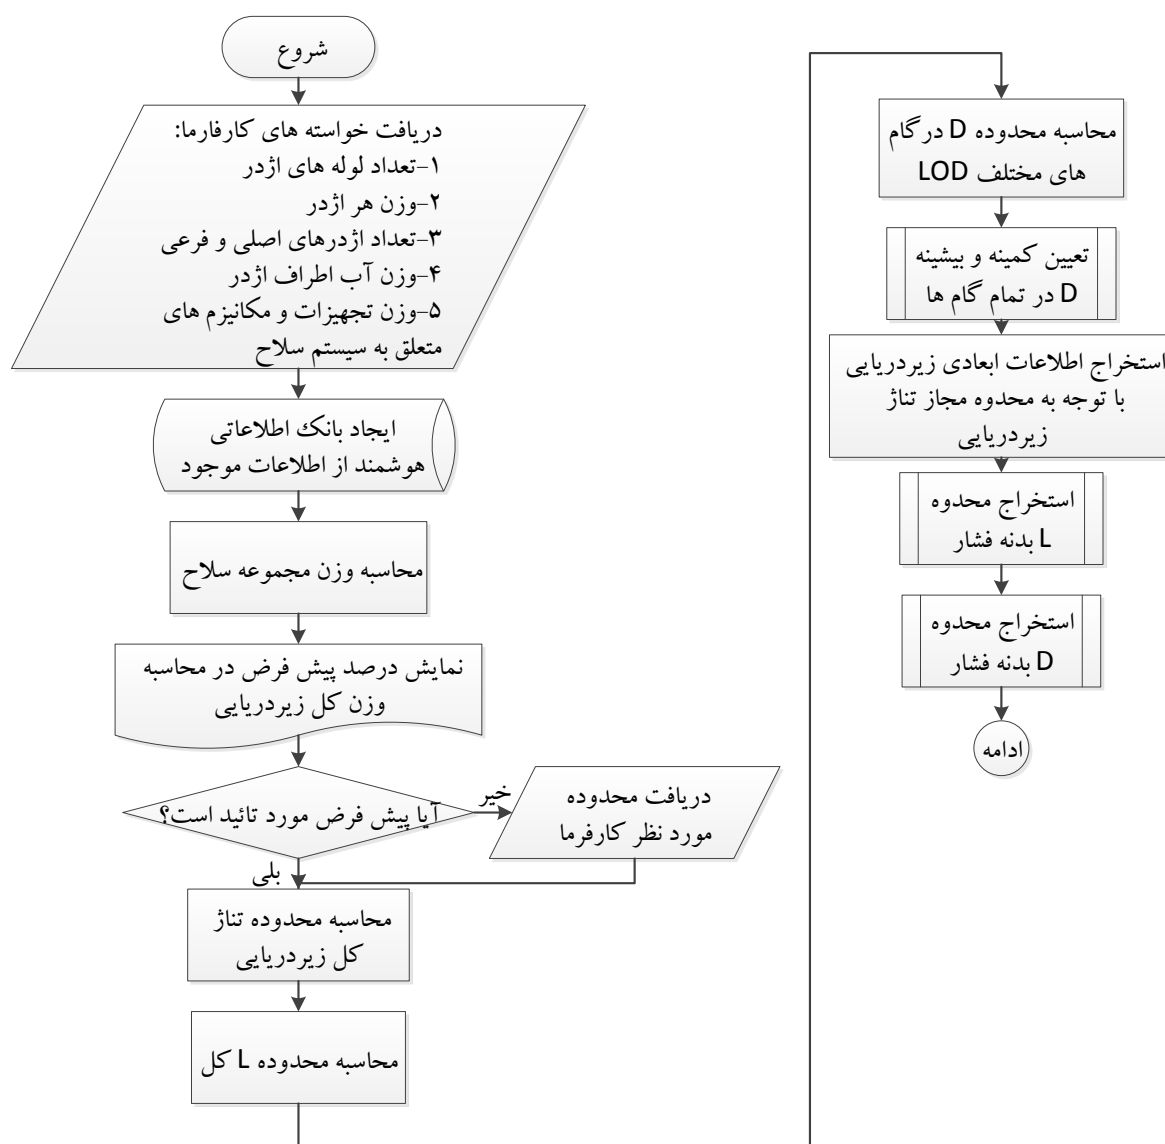 شروع
دریافت خواسته های کارفارما:
۱-تعداد لوله های اژدر
۲-وزن هر اژدر
۳-تعداد اژدرهای اصلی و فرعی
۴-وزن آب اطراف اژدر
۵-وزن تجهیزات و مکانیزم های
متعلق به سیستم سلاح
ایجاد بانک اطلاعاتی
هوشمند از اطلاعات موجود
محاسبه وزن مجموعه سلاح
نمایش درصد پیش فرض در محاسبه
وزن کل زیردریایی
آیا پیش فرض مورد تائید است؟
خیر
دریافت محدوده
مورد نظر کارفرما
بلی
محاسبه محدوده تناژ
کل زیردریایی
محاسبه محدوده L کل
محاسبه محدوده D درگام
های مختلف LOD
تعیین کمینه و بیشینه
D در تمام گام ها
استخراج اطلاعات ابعادی زیردریایی
با توجه به محدوه مجاز تناژ
زیردریایی
استخراج محدوه
L بدنه فشار
استخراج محدوه
D بدنه فشار
ادامه